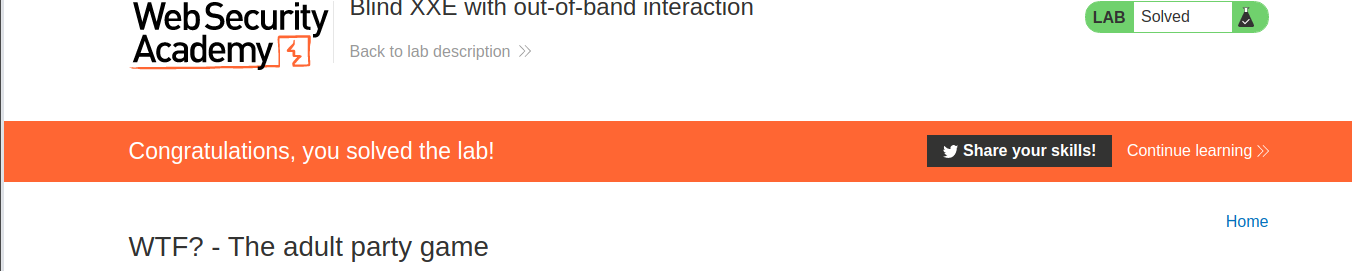 Web Security
Academy
Blind XXE with out-of-band interaction
Back to lab description
LAB Solved
Congratulations, you solved the lab!
Share your skills! Continue learning
Home
WTF? - The adult party game